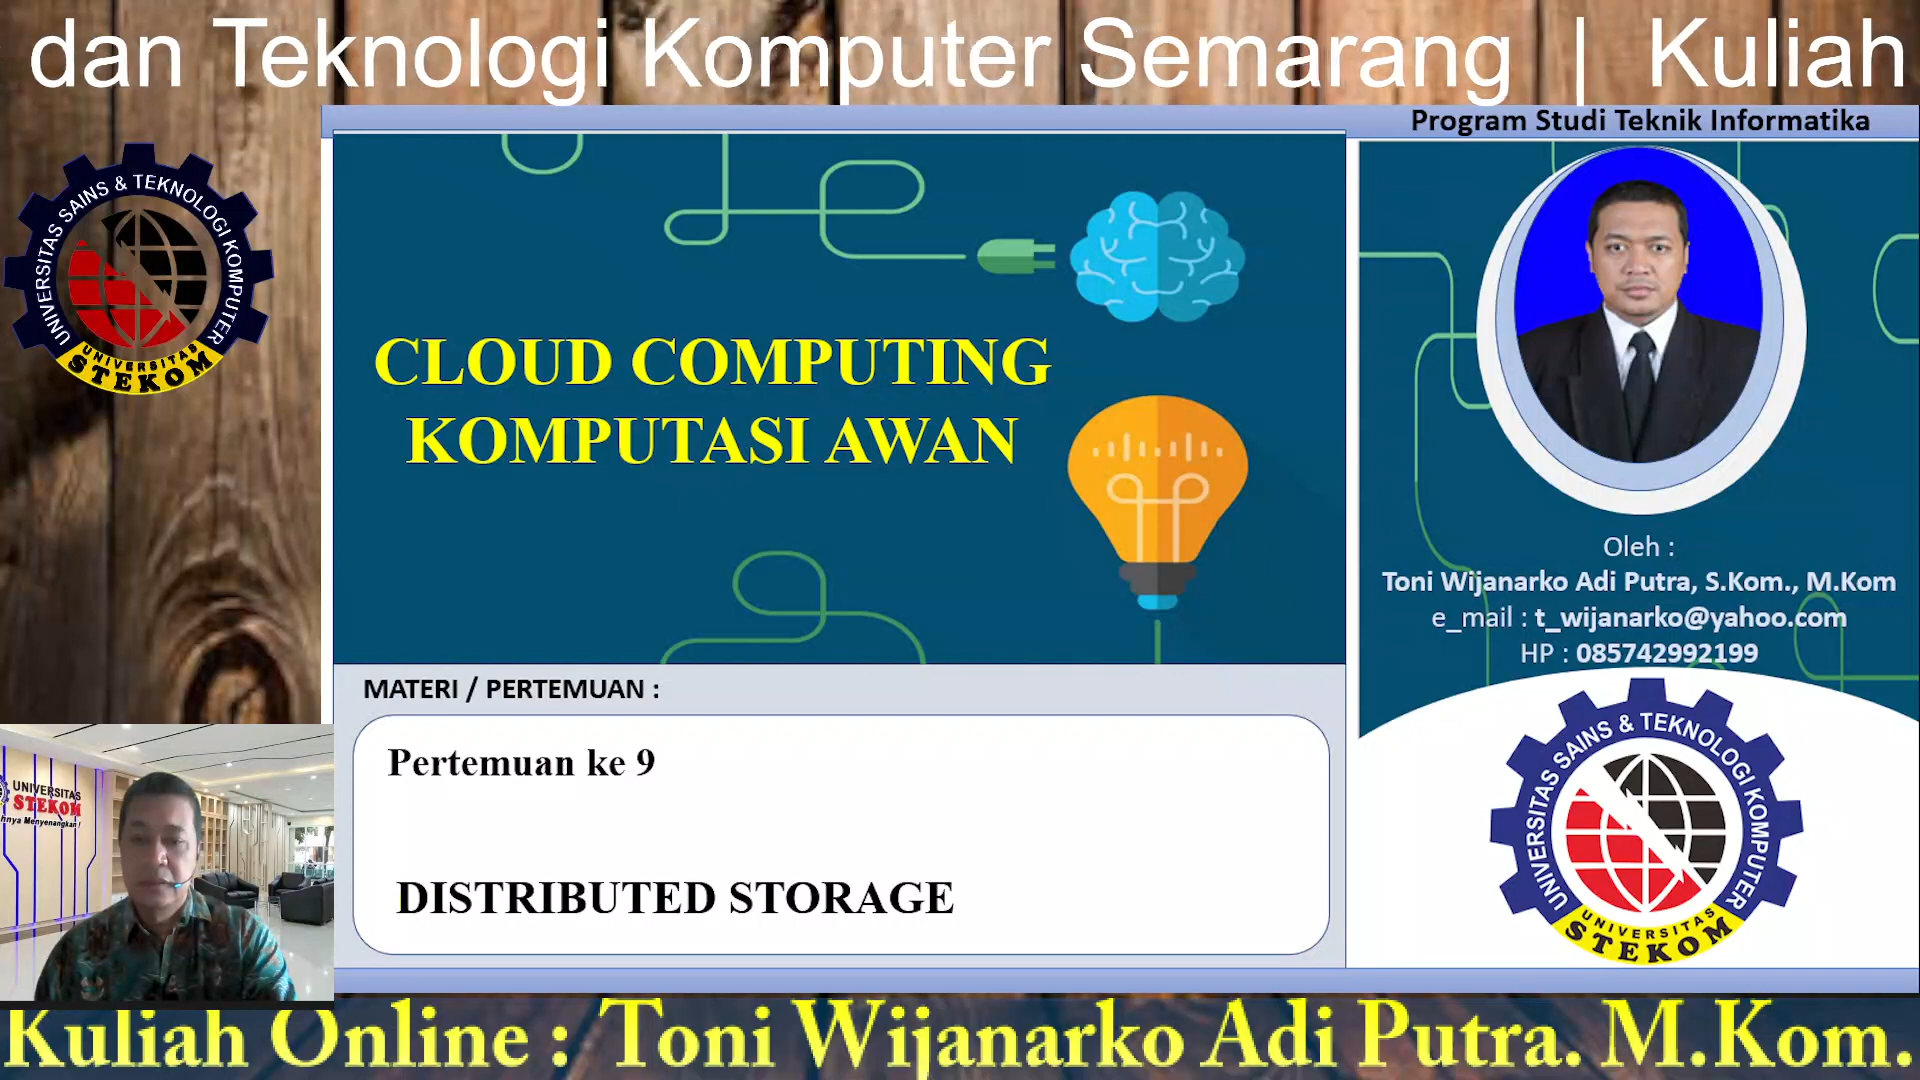 dan Teknologi Komputer Semarang | Kuliah
Program Studi Teknik Informatika
UNIVERSITAS SAINS & TEKNOLOGI KOMPUTER
UNIVERSITAS
STEKOM
CLOUD COMPUTING
KOMPUTASI AWAN
Oleh :
Toni Wijanarko Adi Putra, S.Kom., M.Kom
e_mail : t_wijanarko@yahoo.com
HP : 085742992199
MATERI / PERTEMUAN :
Pertemuan ke 9
DISTRIBUTED STORAGE
UNIVERSITAS SAINS & TEKNOLOGI KOMPUTER
UNIVERSITAS
STEKOM
UNIVERSITAS
STEKOM
hnya Menyenangkan !
Kuliah Online : Toni Wijanarko Adi Putra. M.Kom.